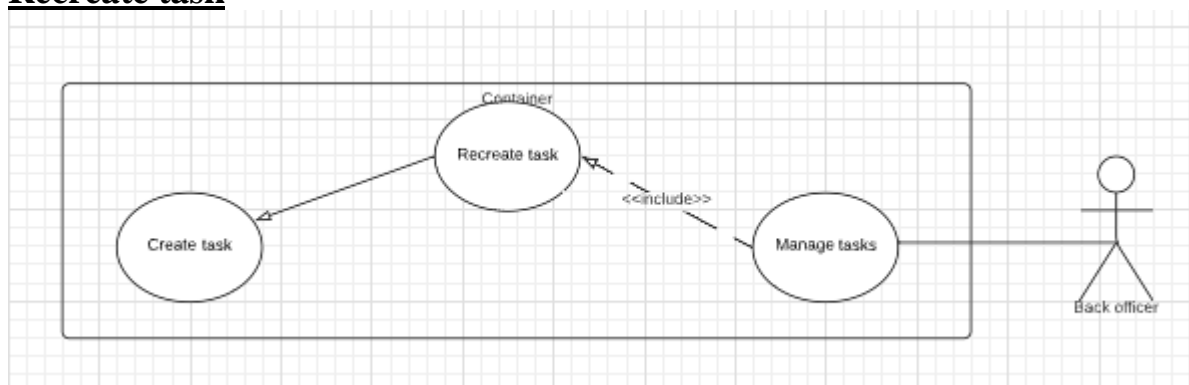 Recreate task
Container
Recreate task
<<include>>
Create task
Manage tasks
Back officer